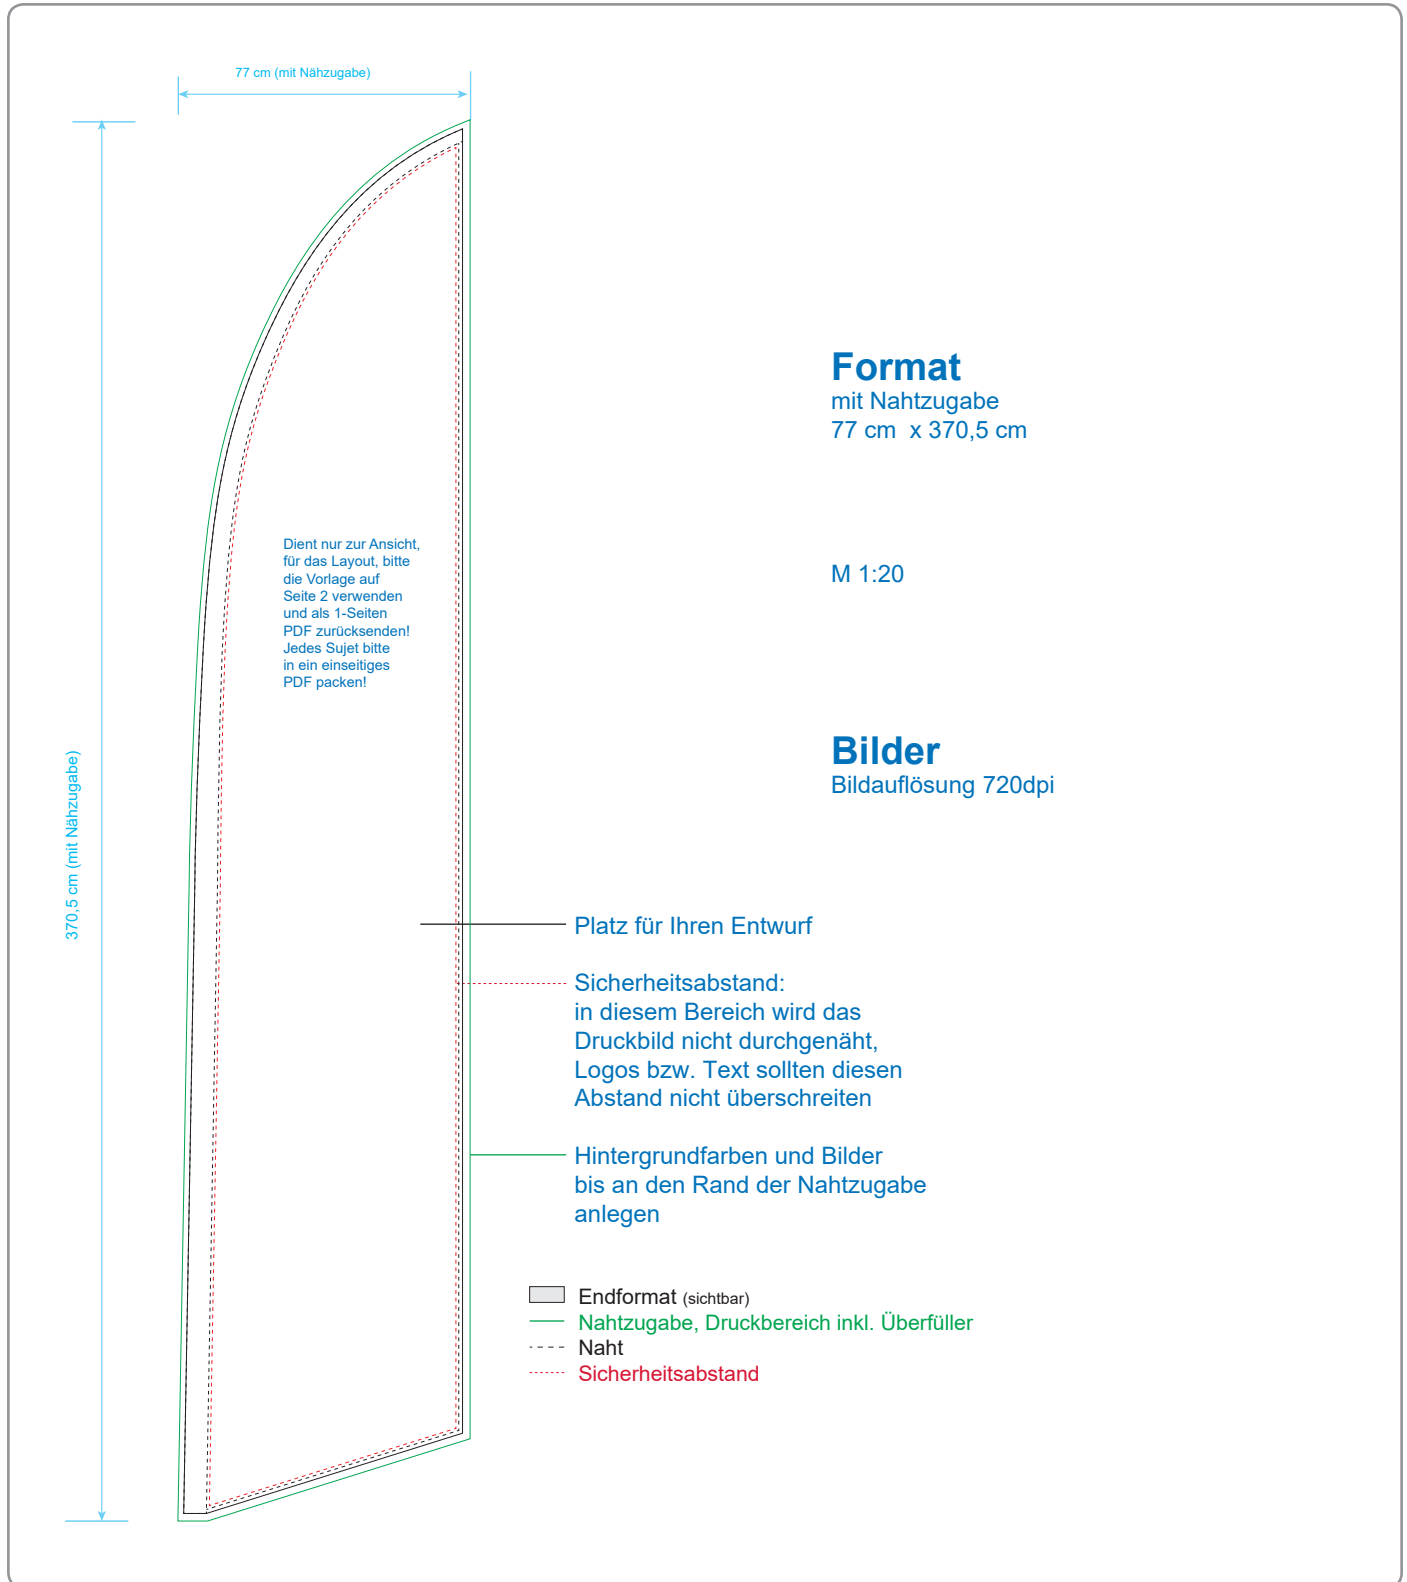 77 cm (mit Nähzugabe)
370,5 cm (mit Nähzugabe)
Format
mit Nahtzugabe
77 cm  x 370,5 cm
M 1:20
Dient nur zur Ansicht,
für das Layout, bitte
die Vorlage auf
Seite 2 verwenden
und als 1-Seiten
PDF zurücksenden!
Jedes Sujet bitte
in ein einseitiges
PDF packen!
Bilder
Bildauflösung 720dpi
Platz für Ihren Entwurf
Sicherheitsabstand:
in diesem Bereich wird das
Druckbild nicht durchgenäht,
Logos bzw. Text sollten diesen
Abstand nicht überschreiten
Hintergrundfarben und Bilder
bis an den Rand der Nahtzugabe
anlegen
Endformat (sichtbar)
Nahtzugabe, Druckbereich inkl. Überfüller
Naht
Sicherheitsabstand